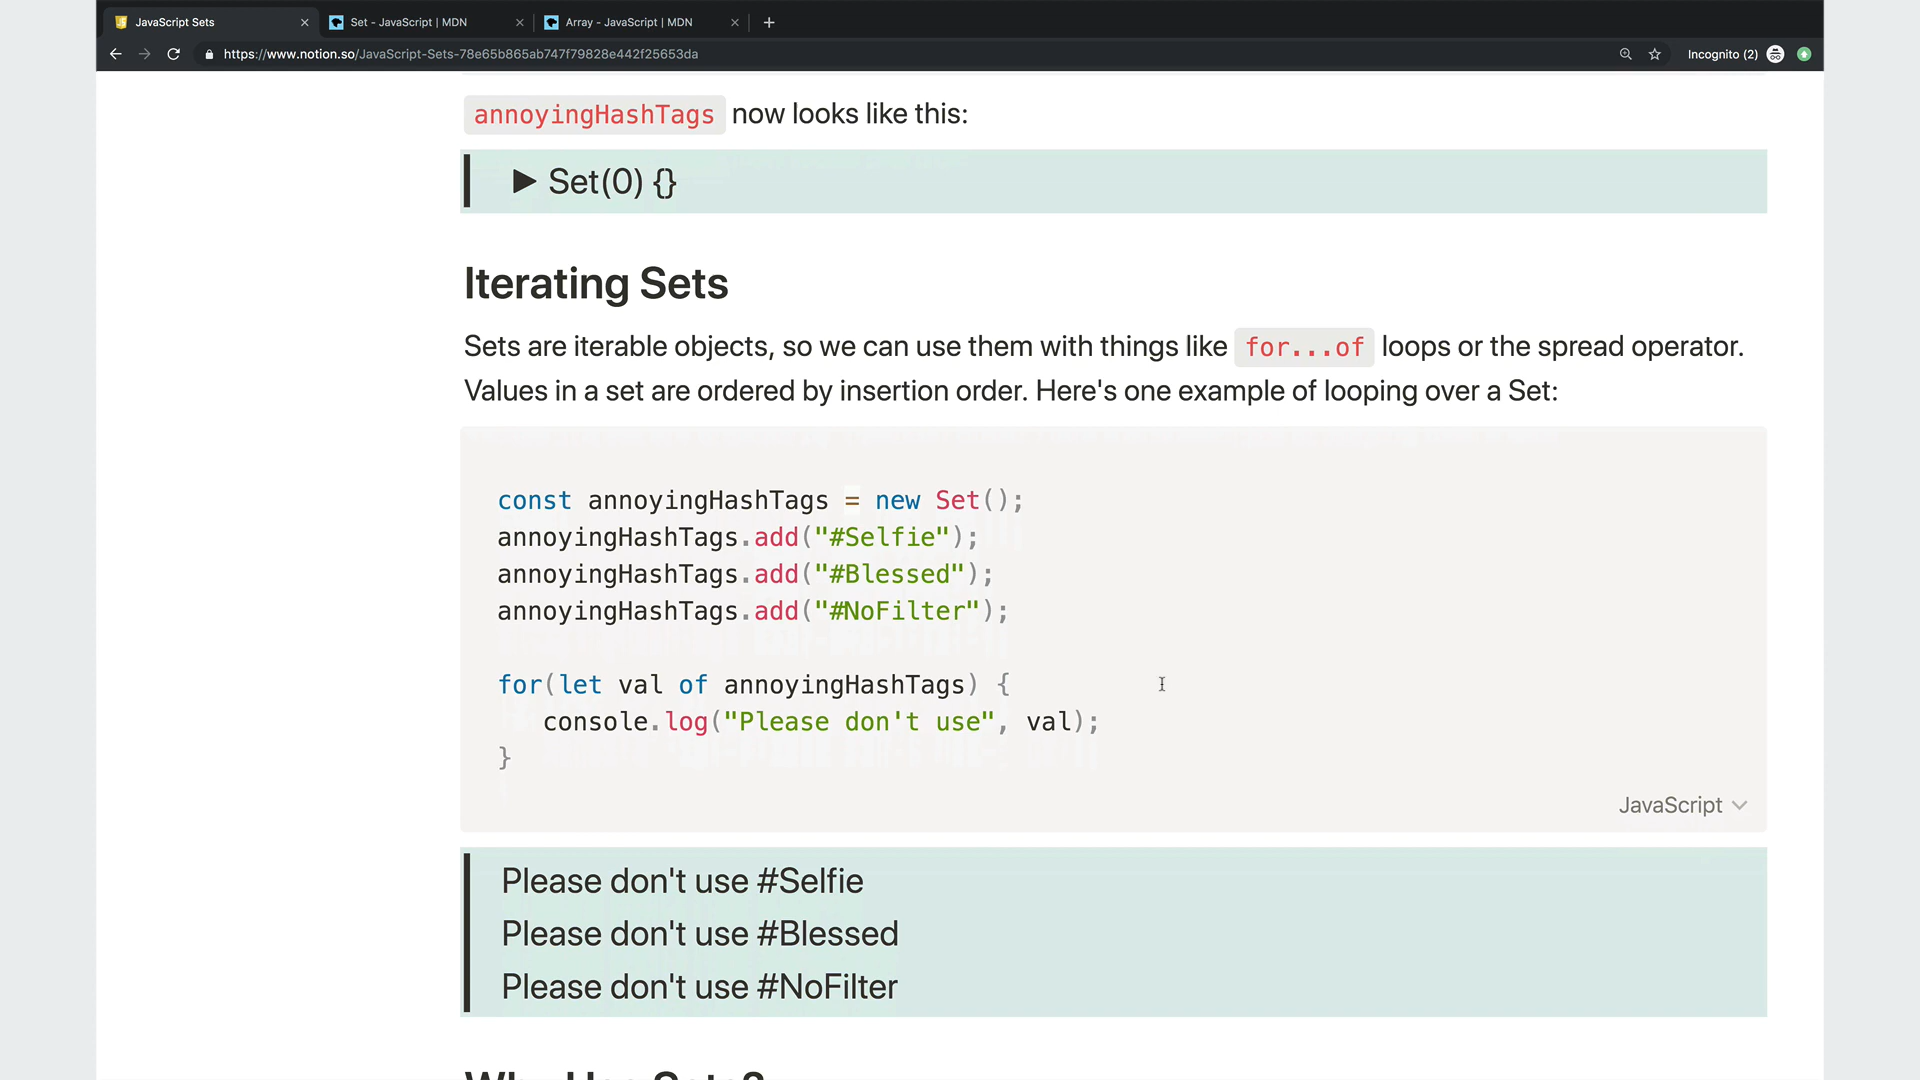 JavaScript Sets
Set - JavaScript | MDN
Array - JavaScript | MDN
https://www.notion.so/JavaScript-Sets-78e65b865ab747f79828e442f25653da
Incognito (2)
annoyingHashTags now looks like this:
▶ Set(0) {}
Iterating Sets
Sets are iterable objects, so we can use them with things like for...of loops or the spread operator.
Values in a set are ordered by insertion order. Here's one example of looping over a Set:
const annoyingHashTags = new Set();
annoyingHashTags.add("#Selfie");
annoyingHashTags.add("#Blessed");
annoyingHashTags.add("#NoFilter");
for(let val of annoyingHashTags) {
console.log("Please don't use", val);
}
JavaScript
Please don't use #Selfie
Please don't use #Blessed
Please don't use #NoFilter
Why Use Sets?